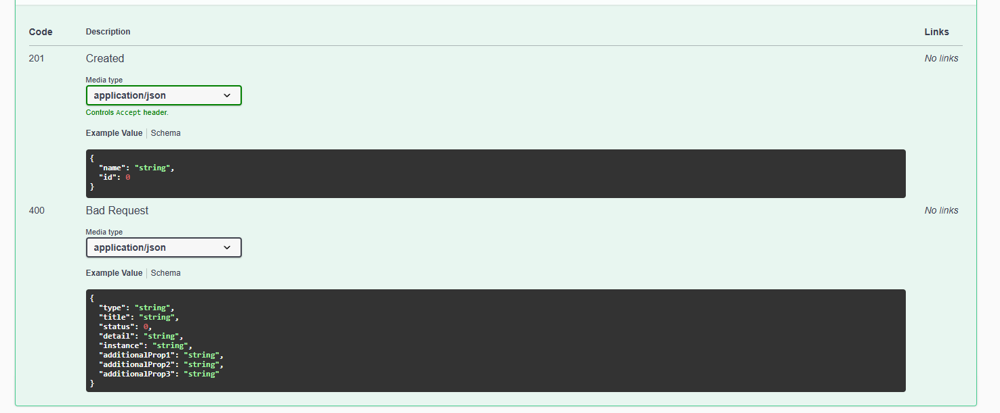 Code Description Links
201 Created No links
Media type
application/json
Controls Accept header.
Example Value Schema
{
  "name": "string",
  "id": 0
}
400 Bad Request No links
Media type
application/json
Example Value Schema
{
  "type": "string",
  "title": "string",
  "status": 0,
  "detail": "string",
  "instance": "string",
  "additionalProp1": "string",
  "additionalProp2": "string",
  "additionalProp3": "string"
}